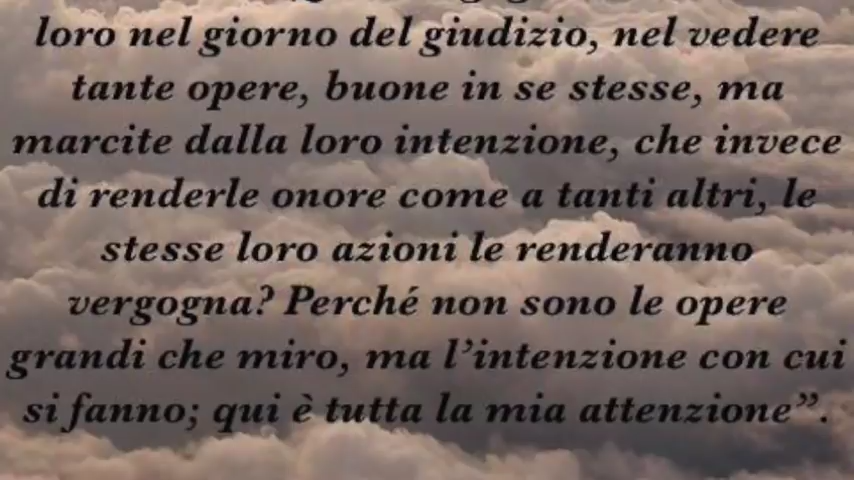 loro nel giorno del giudizio, nel vedere
tante opere, buone in se stesse, ma
marcite dalla loro intenzione, che invece
di renderle onore come a tanti altri, le
stesse loro azioni le renderanno
vergogna? Perché non sono le opere
grandi che miro, ma l’intenzione con cui
si fanno; qui è tutta la mia attenzione”.